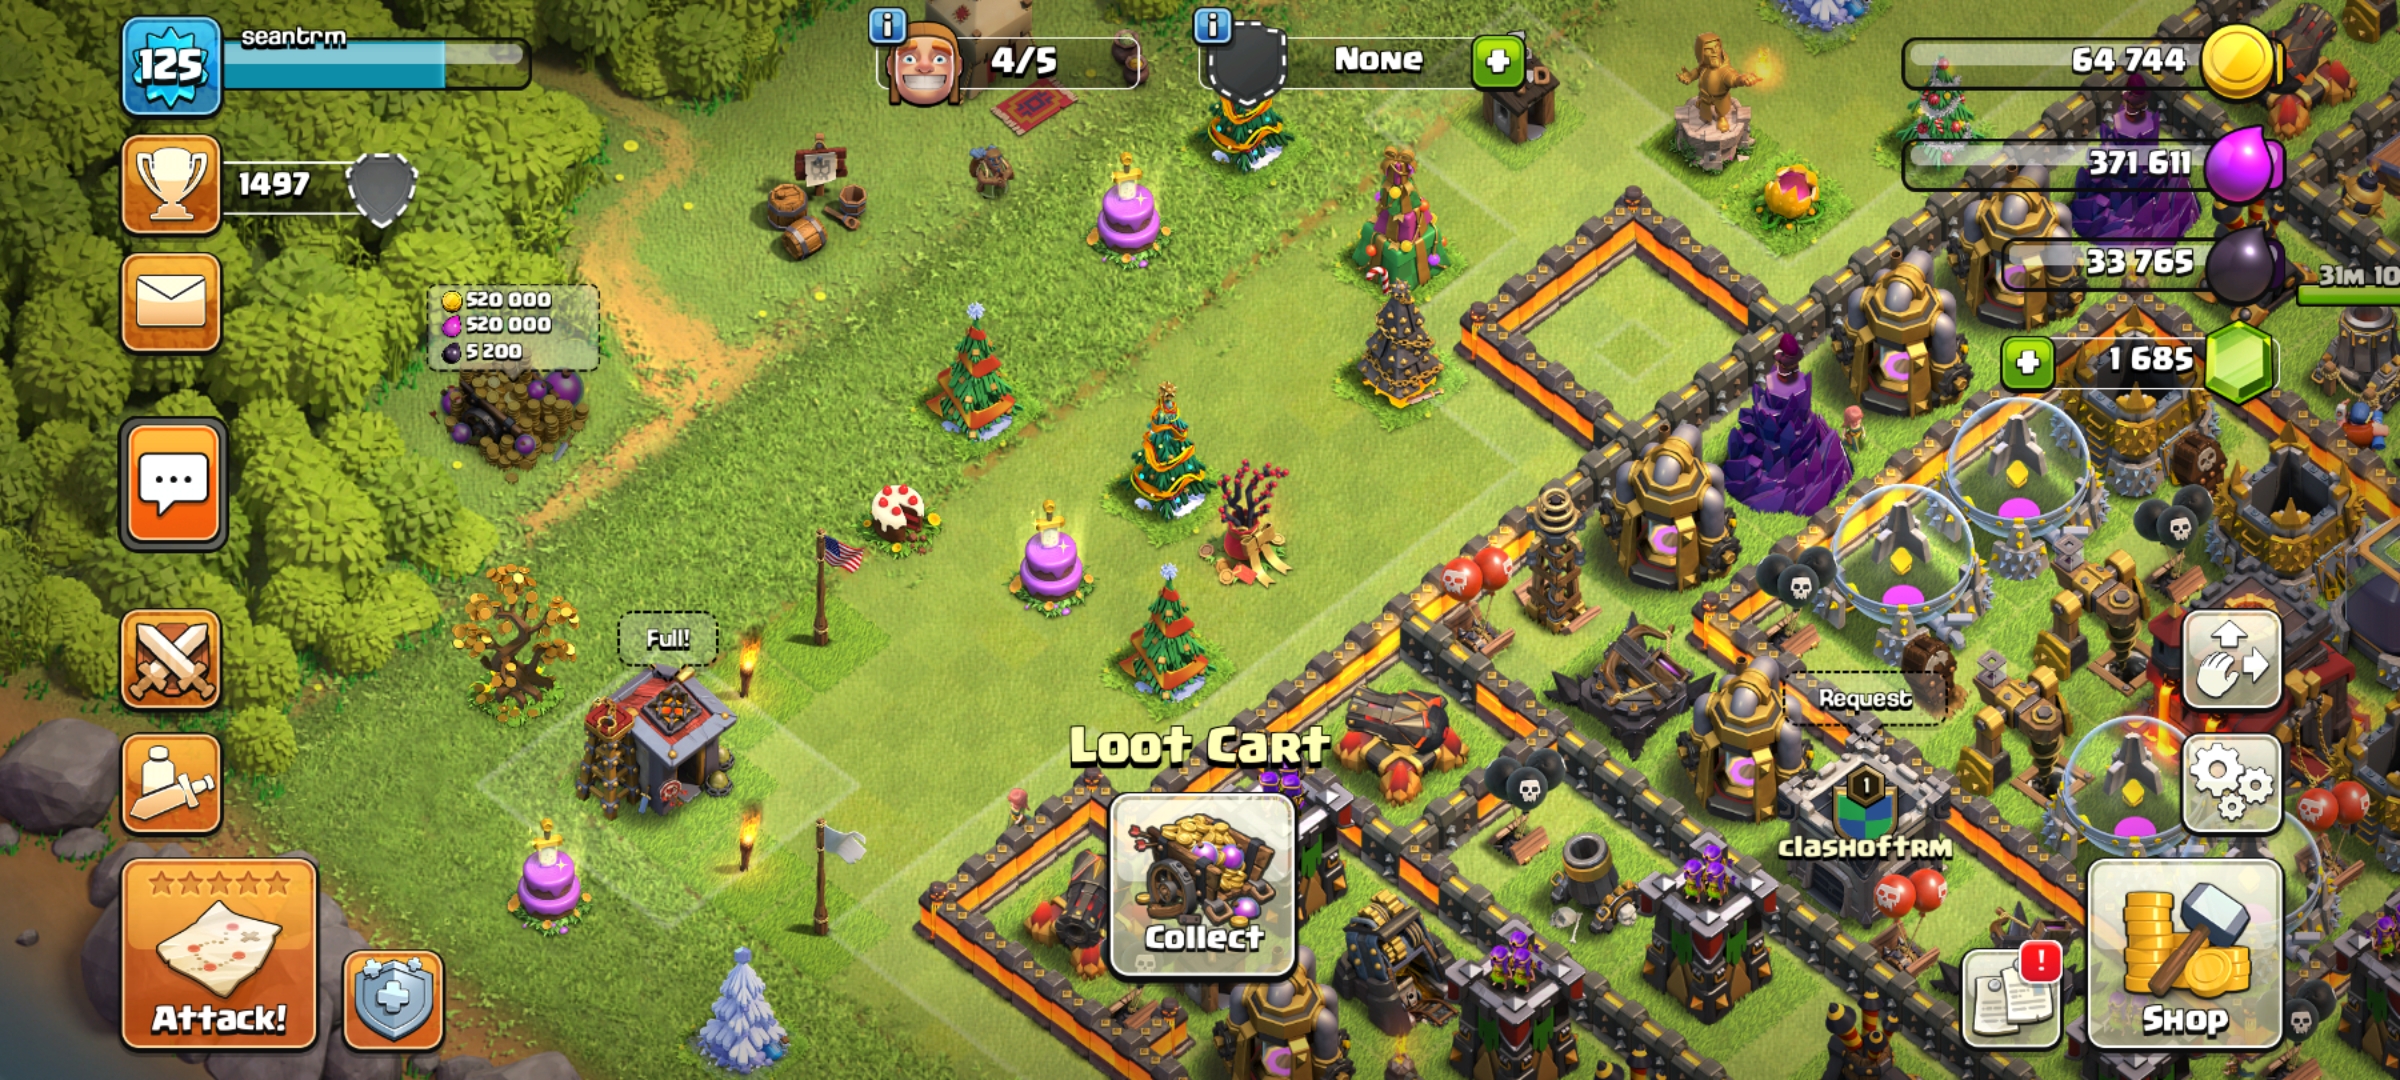 125
seantrm
4/5
None
64 744
1497
371 611
33 765
31M 10
1 685
520 000
520 000
5 200
Full!
Request
Loot Cart
1
clashoftrm
Collect
Attack!
!
Shop